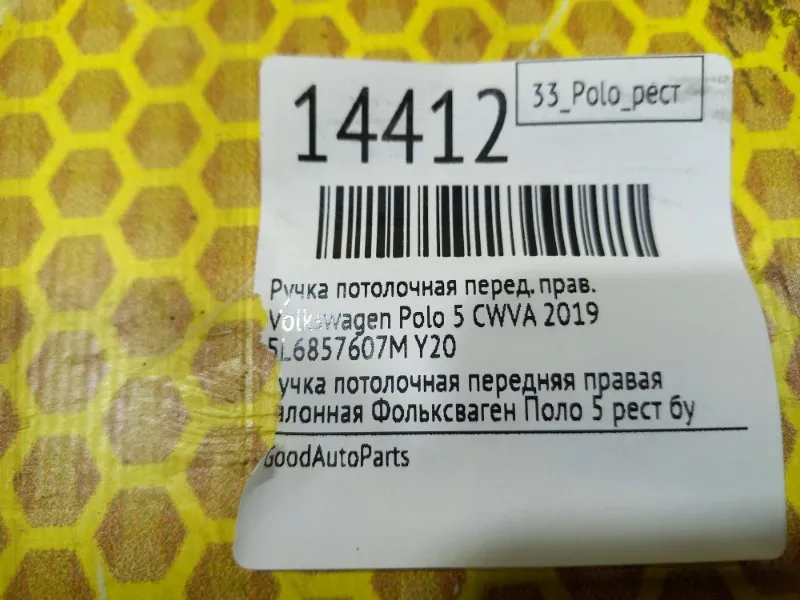 14412
33_Polo_рест
Ручка потолочная перед. прав.
Volkswagen Polo 5 CWVA 2019
5L6857607M Y20
учка потолочная передняя правая
алонная Фольксваген Поло 5 рест бу
GoodAutoParts